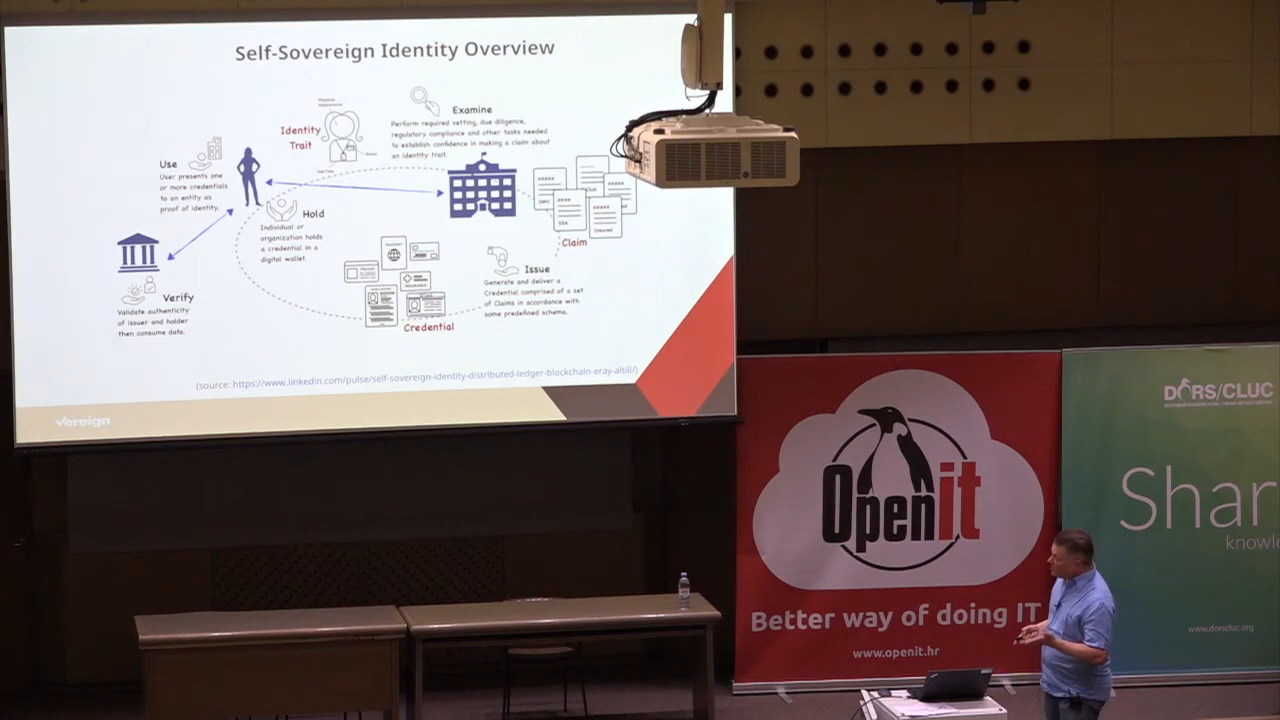 Self-Sovereign Identity Overview
Identity
Trait
Examine
Perform required vetting, due diligence,
regulatory compliance and other tasks needed
to establish confidence in making a claim about
an identity trait.
Use
User presents one
or more credentials
to an entity as
proof of identity.
Hold
Individual or
organization holds
a credential in a
digital wallet.
SSA
Insured
Claim
Issue
Generate and deliver a
Credential comprised of a set
of Claims in accordance with
some predefined schema.
Verify
Validate authenticity
of issuer and holder
then consume data.
Credential
(source: https://www.linkedin.com/pulse/self-sovereign-identity-distributed-ledger-blockchain-eray-altili/)
vereign
Openit
Better way of doing IT
www.openit.hr
DORS/CLUC
Shar
knowle
www.dorscluc.org